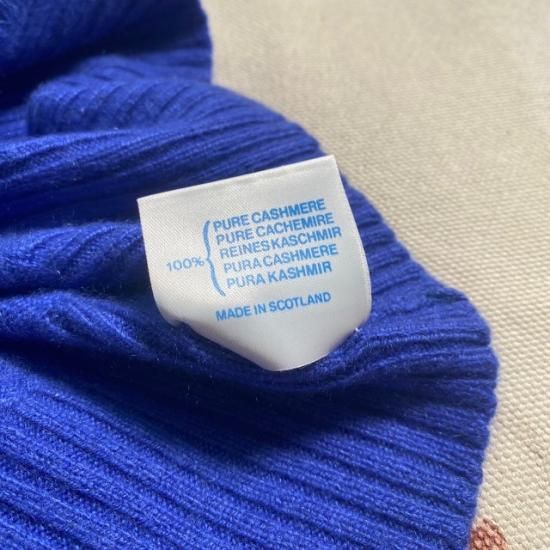 PURE CASHMERE
PURE CACHEMIRE
REINES KASCHMIR
100% PURA CASHMERE
PURA KASHMIR
MADE IN SCOTLAND